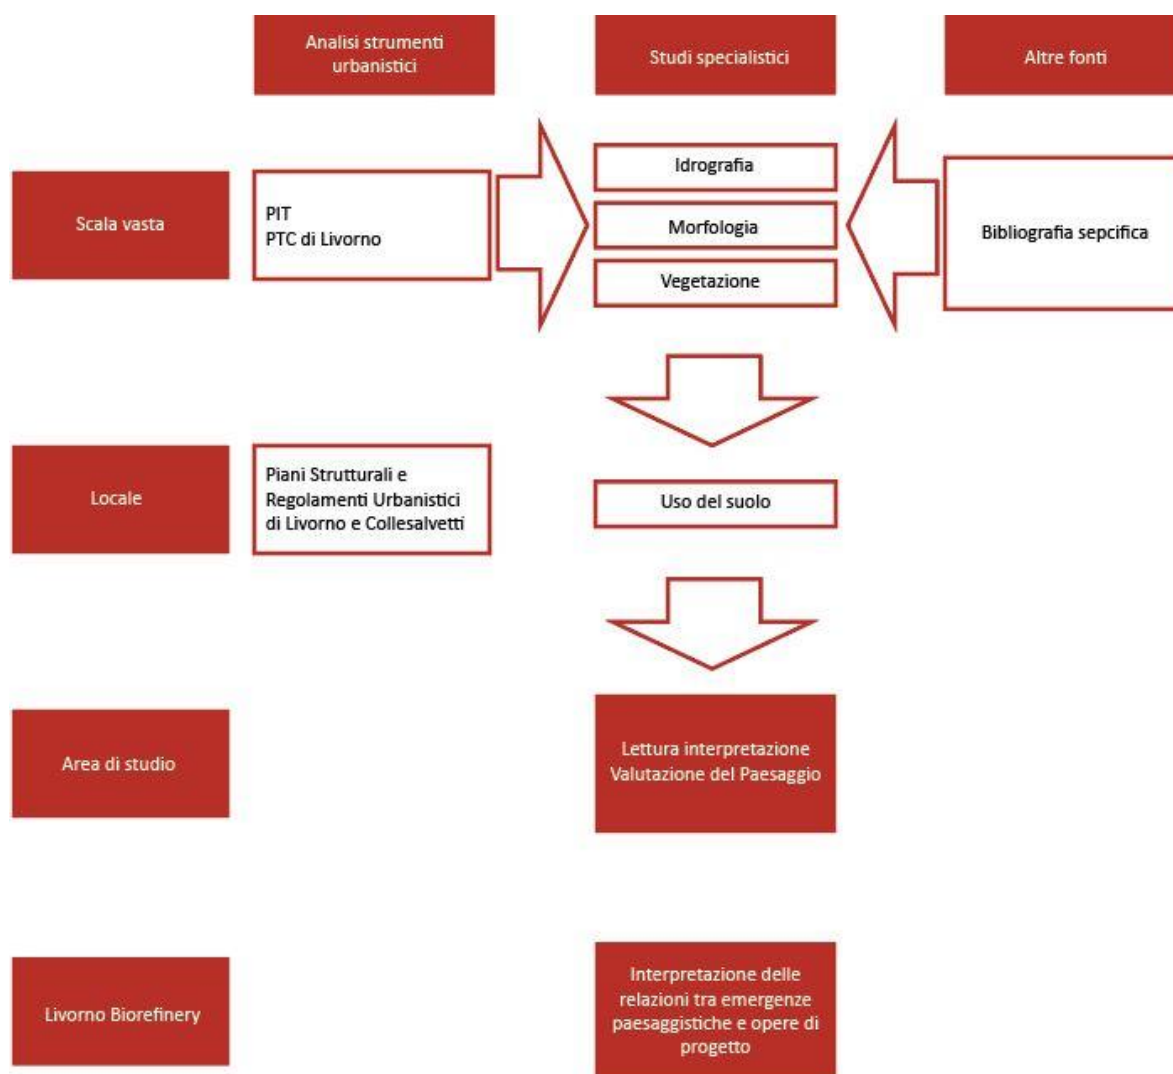 Analisi strumenti
urbanistici
Studi specialistici
Altre fonti
Scala vasta
PIT
PTC di Livorno
Idrografia
Morfologia
Vegetazione
Bibliografia sepcifica
Locale
Piani Strutturali e
Regolamenti Urbanistici
di Livorno e Collesalvetti
Uso del suolo
Area di studio
Lettura interpretazione
Valutazione del Paesaggio
Livorno Biorefinery
Interpretazione delle
relazioni tra emergenze
paesaggistiche e opere di
progetto